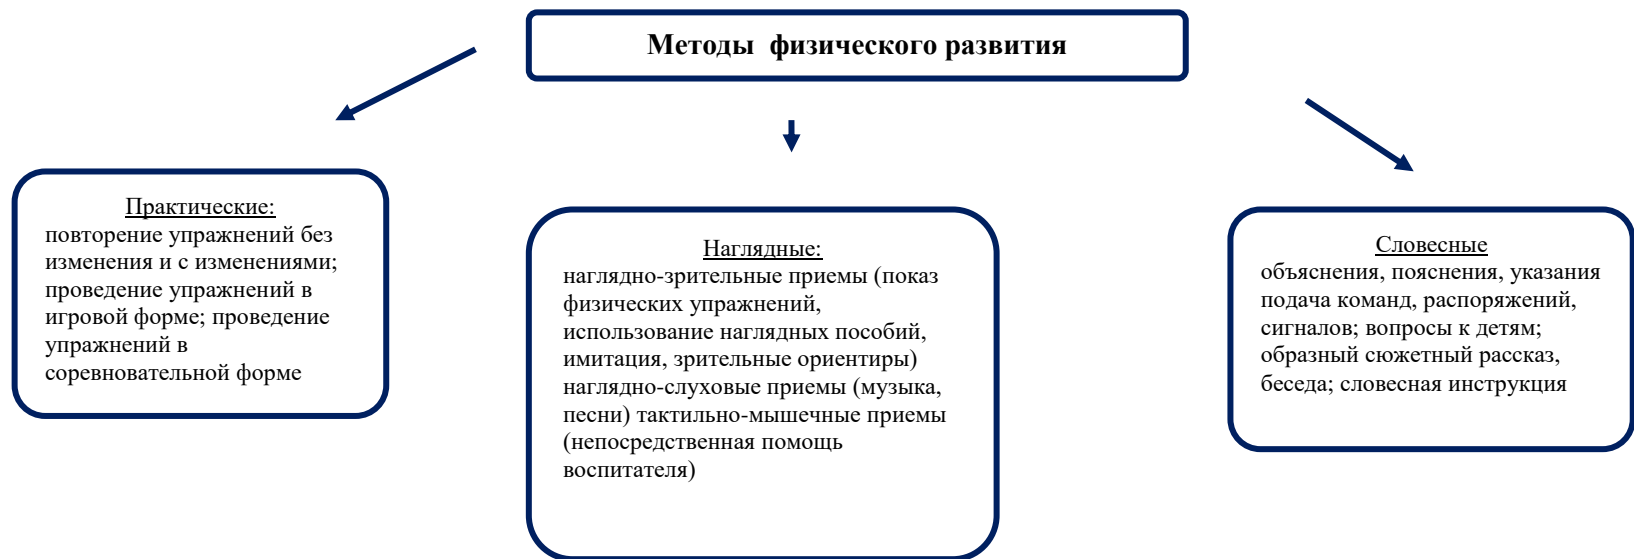 Методы физического развития
Практические:
повторение упражнений без
изменения и с изменениями;
проведение упражнений в
игровой форме; проведение
упражнений в
соревновательной форме
Наглядные:
наглядно-зрительные приемы (показ
физических упражнений,
использование наглядных пособий,
имитация, зрительные ориентиры)
наглядно-слуховые приемы (музыка,
песни) тактильно-мышечные приемы
(непосредственная помощь
воспитателя)
Словесные
объяснения, пояснения, указания
подача команд, распоряжений,
сигналов; вопросы к детям;
образный сюжетный рассказ,
беседа; словесная инструкция